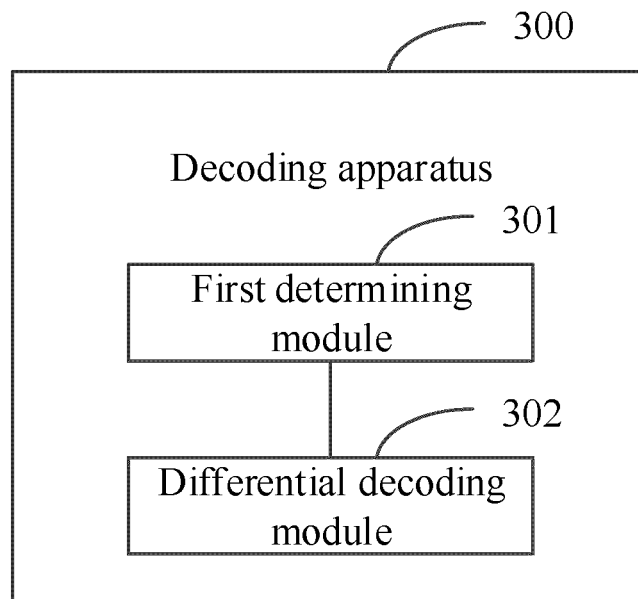 300
Decoding apparatus
301
First determining
module
302
Differential decoding
module